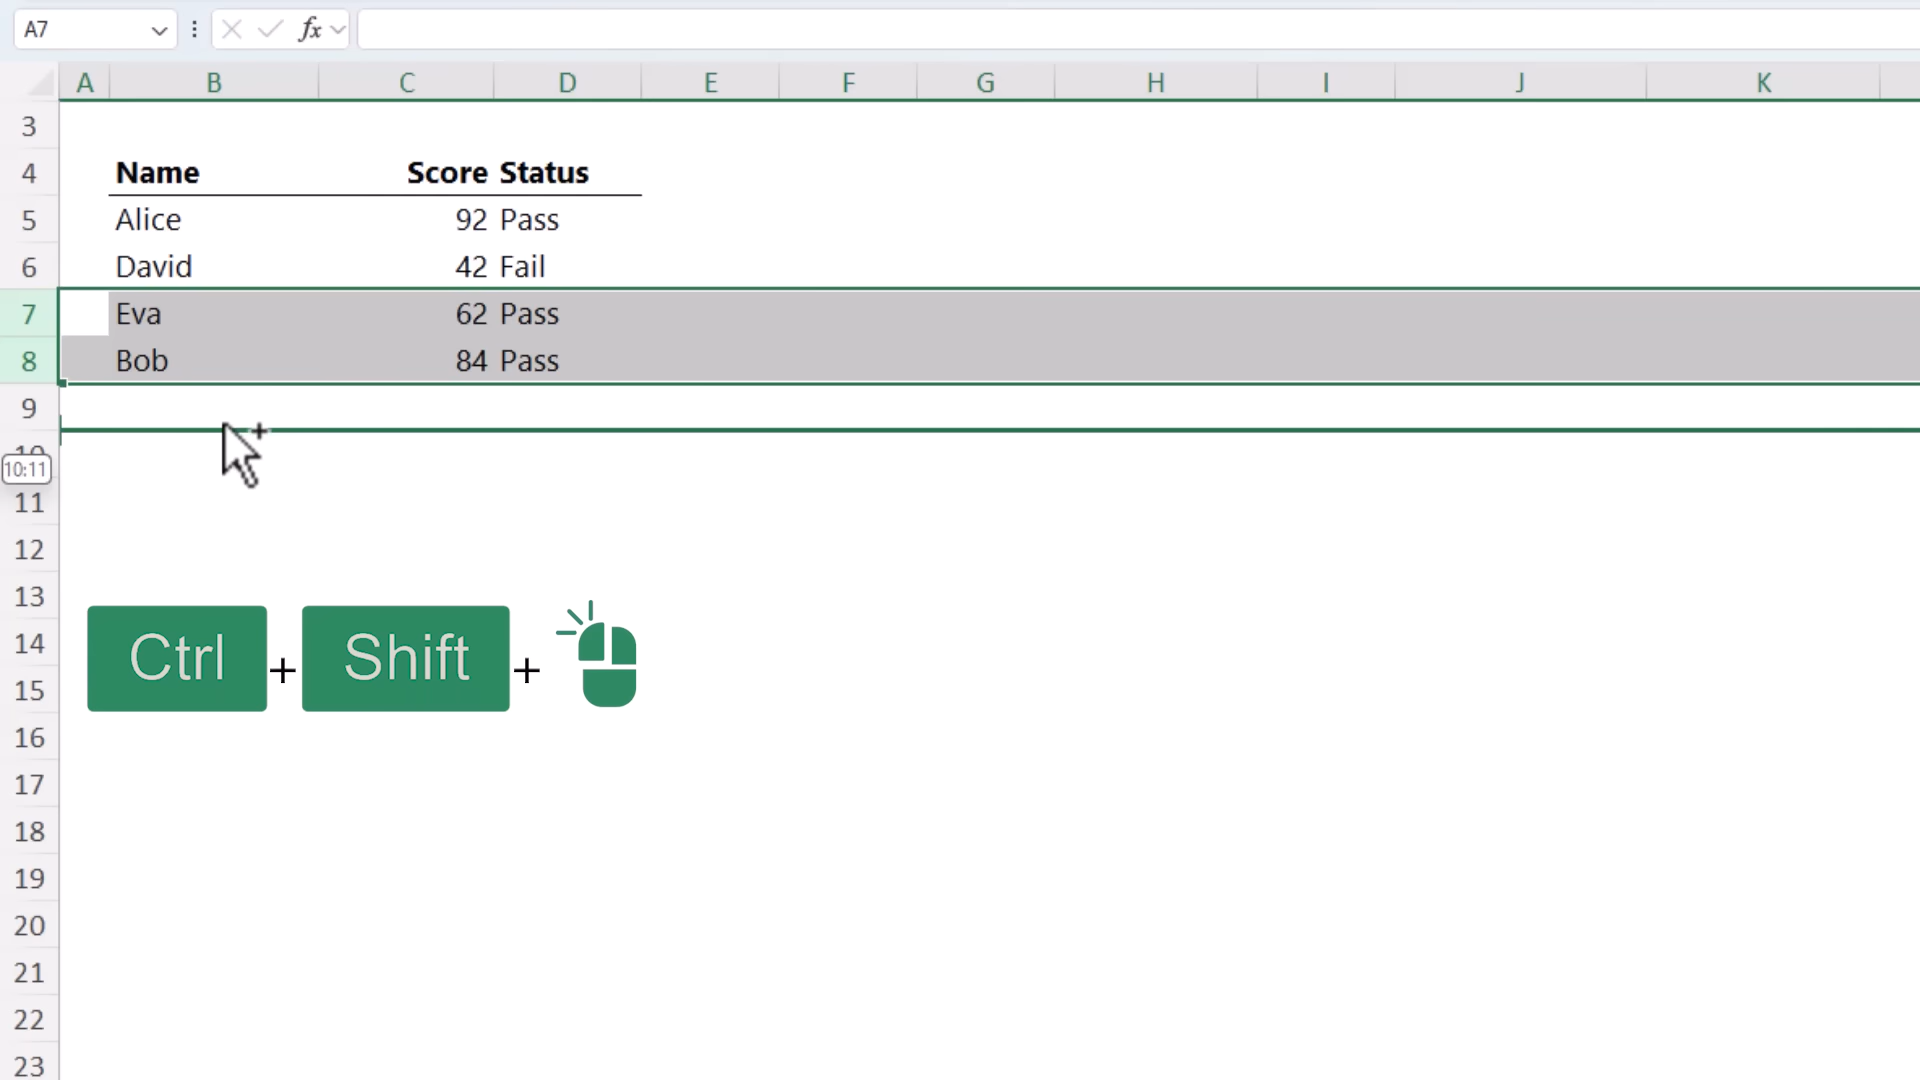 A7 fx
A B C D E F G H I J K
3
4 Name Score Status
5 Alice 92 Pass
6 David 42 Fail
7 Eva 62 Pass
8 Bob 84 Pass
9
10
10:11
11
12
13
14
Ctrl + Shift +
15
16
17
18
19
20
21
22
23